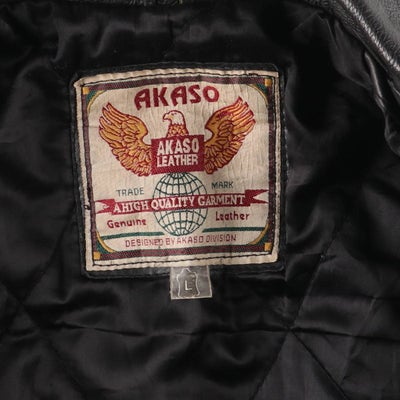 AKASO
AKASO
LEATHER
TRADE MARK
A HIGH QUALITY GARMENT
Genuine Leather
DESIGNED BY AKASO DIVISION
L